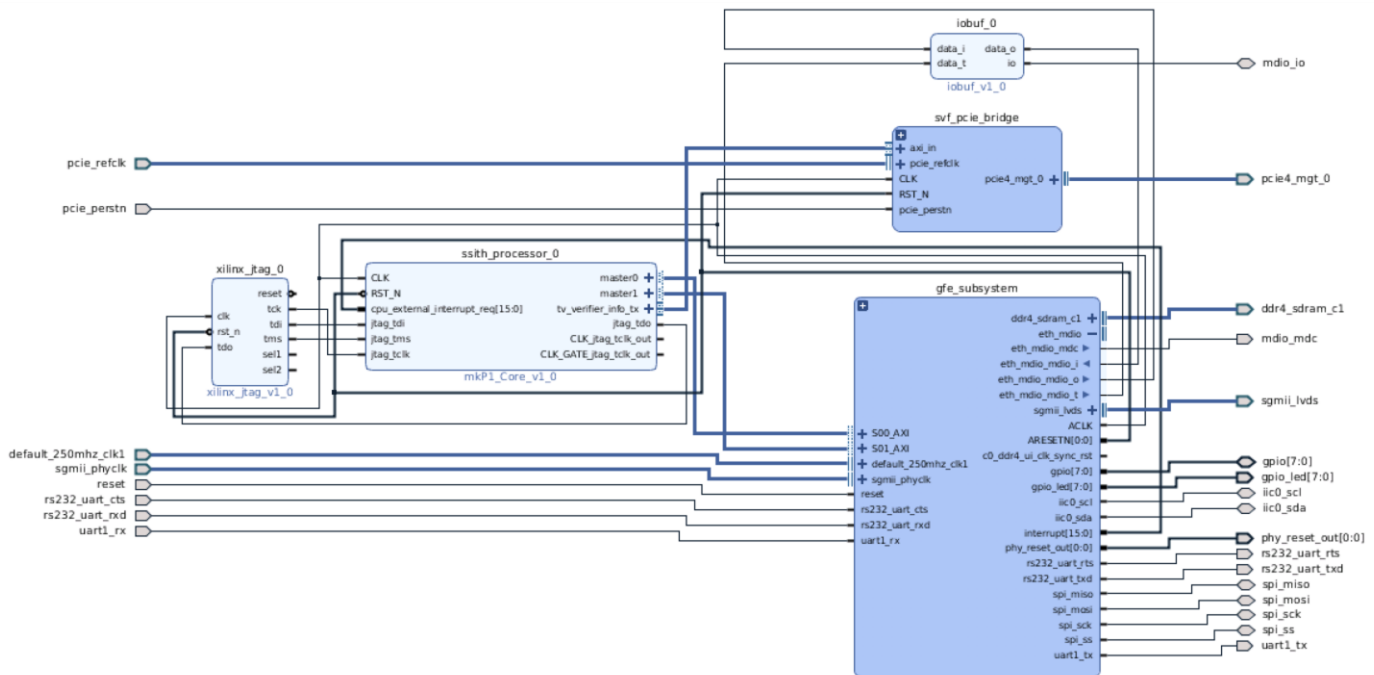 iobuf_0
data_i data_o
data_t io
iobuf_v1_0
mdio_io
svf_pcie_bridge
axi_in
pcie_refclk
CLK
RST_N
pcie_perstn
pcie4_mgt_0
pcie4_mgt_0
pcie_refclk
pcie_perstn
xilinx_jtag_0
clk
rst_n
tdo
reset
tck
tdi
tms
sel1
sel2
xilinx_jtag_v1_0
ssith_processor_0
CLK
RST_N
cpu_external_interrupt_req[15:0]
jtag_tdi
jtag_tms
jtag_tclk
master0
master1
tv_verifier_info_tx
jtag_tdo
CLK_jtag_tclk_out
CLK_GATE_jtag_tclk_out
mkP1_Core_v1_0
default_250mhz_clk1
sgmii_phyclk
reset
rs232_uart_cts
rs232_uart_rxd
uart1_rx
gfe_subsystem
S00_AXI
S01_AXI
default_250mhz_clk1
sgmii_phyclk
reset
rs232_uart_cts
rs232_uart_rxd
uart1_rx
ddr4_sdram_c1
eth_mdio
eth_mdio_mdc
eth_mdio_mdio_i
eth_mdio_mdio_o
eth_mdio_mdio_t
sgmii_lvds
ACLK
ARESETN[0:0]
c0_ddr4_ui_clk_sync_rst
gpio[7:0]
gpio_led[7:0]
iic0_scl
iic0_sda
interrupt[15:0]
phy_reset_out[0:0]
rs232_uart_rts
rs232_uart_txd
spi_miso
spi_mosi
spi_sck
spi_ss
uart1_tx
ddr4_sdram_c1
mdio_mdc
sgmii_lvds
gpio[7:0]
gpio_led[7:0]
iic0_scl
iic0_sda
phy_reset_out[0:0]
rs232_uart_rts
rs232_uart_txd
spi_miso
spi_mosi
spi_sck
spi_ss
uart1_tx